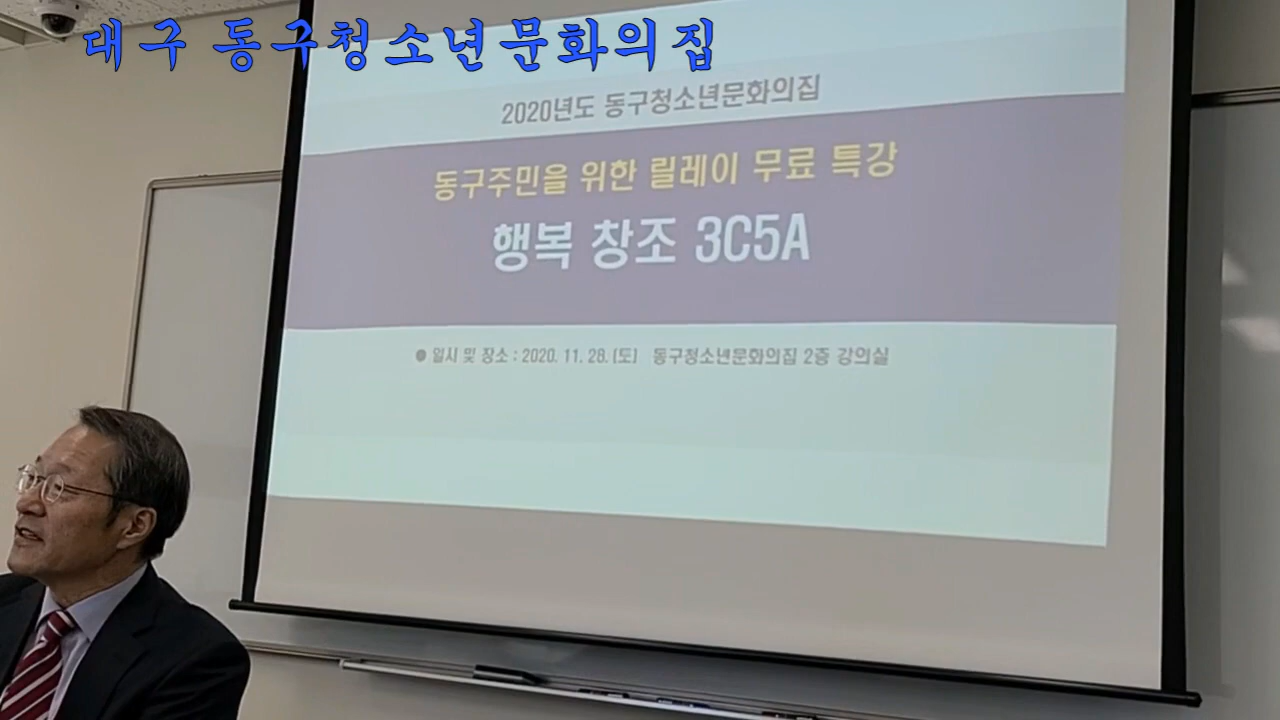 대구 동구청소년문화의집
2020년도 동구청소년문화의집
동구주민을 위한 릴레이 무료 특강
행복 창조 3C5A
● 일시 및 장소 : 2020. 11. 28. (토) 동구청소년문화의집 2층 강의실